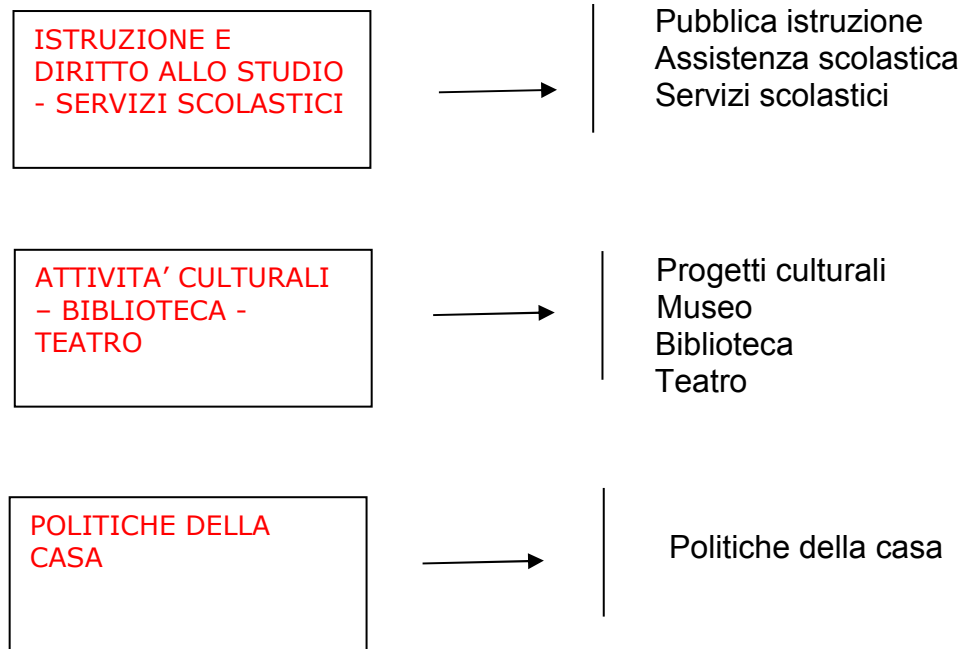 ISTRUZIONE E
DIRITTO ALLO STUDIO
- SERVIZI SCOLASTICI
Pubblica istruzione
Assistenza scolastica
Servizi scolastici
ATTIVITA’ CULTURALI
– BIBLIOTECA -
TEATRO
Progetti culturali
Museo
Biblioteca
Teatro
POLITICHE DELLA
CASA
Politiche della casa